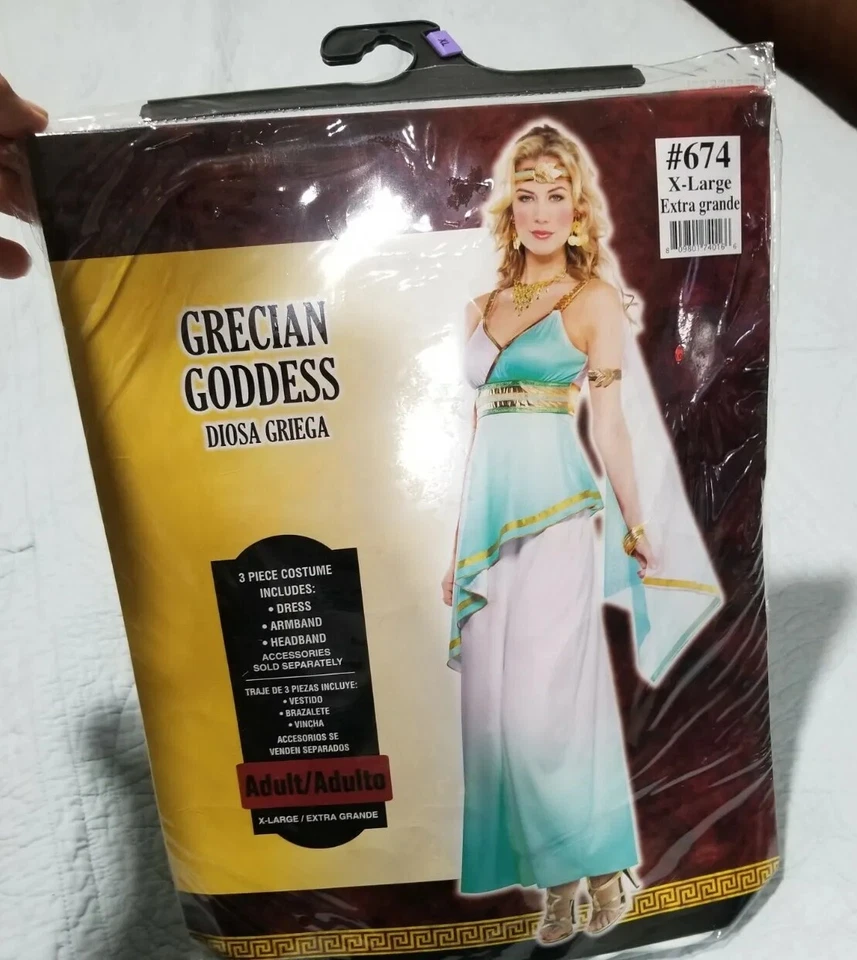 XL
#674
X-Large
Extra grande
GRECIAN
GODDESS
DIOSA GRIEGA
3 PIECE COSTUME
INCLUDES:
• DRESS
• ARMBAND
• HEADBAND
ACCESSORIES
SOLD SEPARATELY
TRAJE DE 3 PIEZAS INCLUYE:
• VESTIDO
• BRAZALETE
• VINCHA
ACCESORIOS SE
VENDEN SEPARADOS
Adult/Adulto
X-LARGE / EXTRA GRANDE